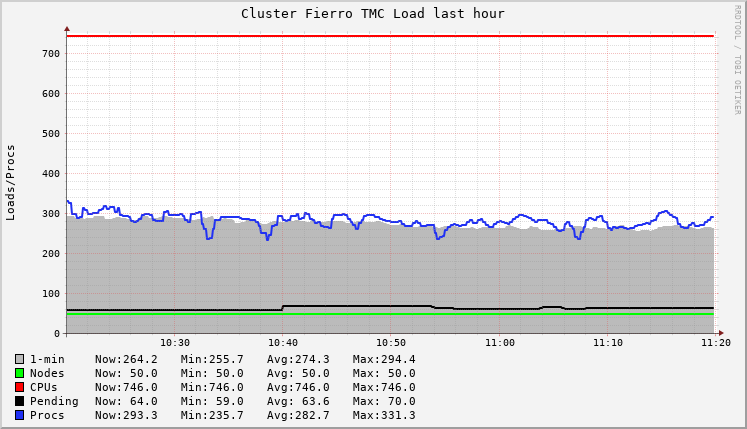 Cluster Fierro TMC Load last hour
RRDTOOL / TOBI OETIKER
Loads/Procs
700
600
500
400
300
200
100
0
10:30 10:40 10:50 11:00 11:10 11:20
1-min Now:264.2 Min:255.7 Avg:274.3 Max:294.4
Nodes Now: 50.0 Min: 50.0 Avg: 50.0 Max: 50.0
CPUs Now:746.0 Min:746.0 Avg:746.0 Max:746.0
Pending Now: 64.0 Min: 59.0 Avg: 63.6 Max: 70.0
Procs Now:293.3 Min:235.7 Avg:282.7 Max:331.3